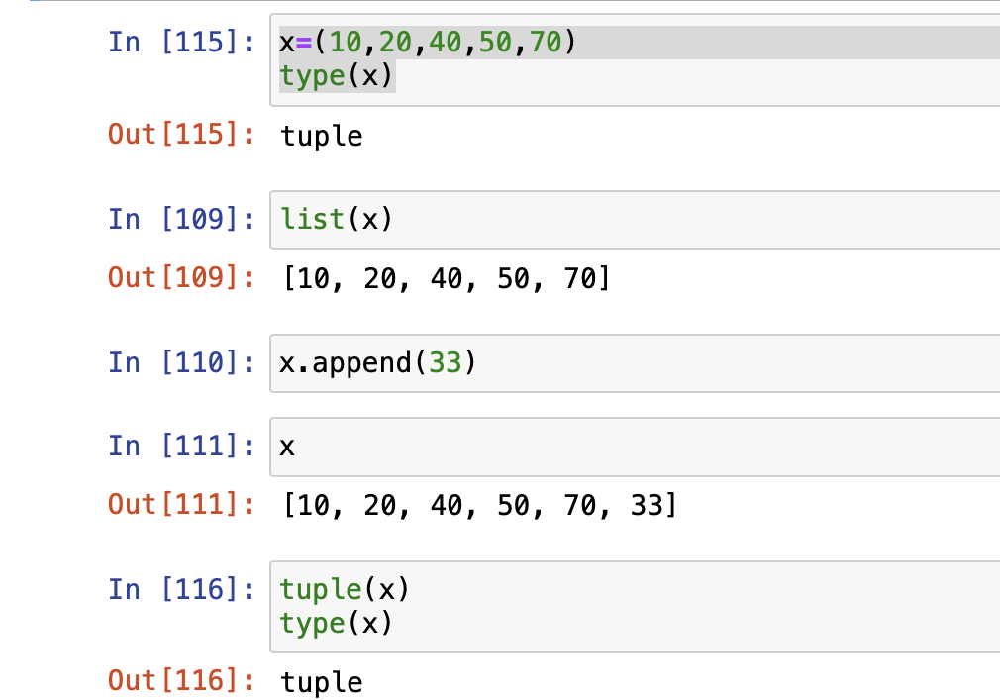 In [115]: x=(10,20,40,50,70)
type(x)
Out[115]: tuple
In [109]: list(x)
Out[109]: [10, 20, 40, 50, 70]
In [110]: x.append(33)
In [111]: x
Out[111]: [10, 20, 40, 50, 70, 33]
In [116]: tuple(x)
type(x)
Out[116]: tuple